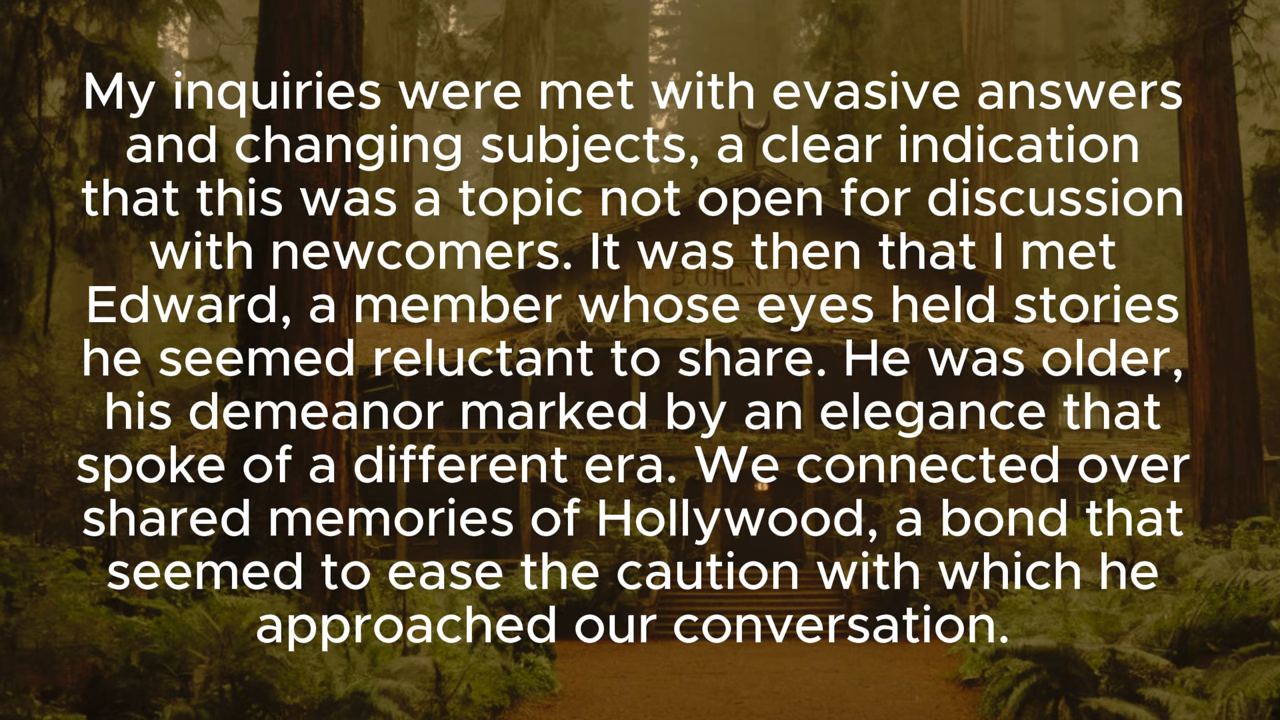 My inquiries were met with evasive answers
and changing subjects, a clear indication
that this was a topic not open for discussion
with newcomers. It was then that I met
Edward, a member whose eyes held stories
he seemed reluctant to share. He was older,
his demeanor marked by an elegance that
spoke of a different era. We connected over
shared memories of Hollywood, a bond that
seemed to ease the caution with which he
approached our conversation.